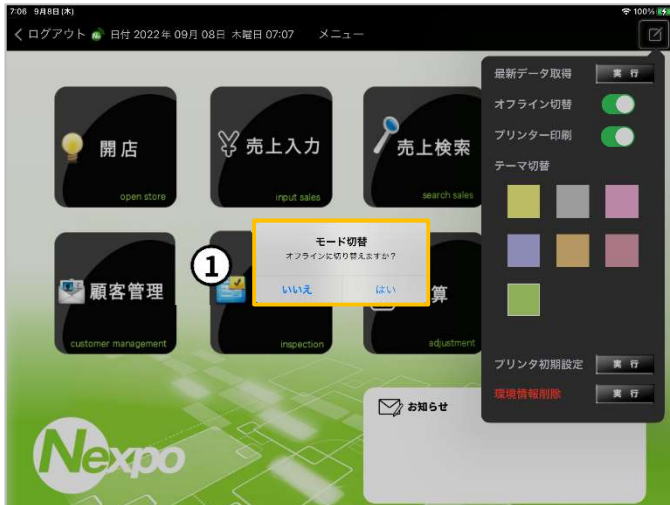 7:06 9月8日(木)
100%
ログアウト 日付 2022年 09月 08日 木曜日 07:07 メニュー
最新データ取得 実行
オフライン切替
プリンター印刷
テーマ切替
開店
open store
売上入力
input sales
売上検索
search sales
モード切替
オフラインに切り替えますか?
いいえ はい
①
顧客管理
customer management
inspection
算
adjustment
プリンタ初期設定 実行
環境情報削除 実行
お知らせ
Nexpo